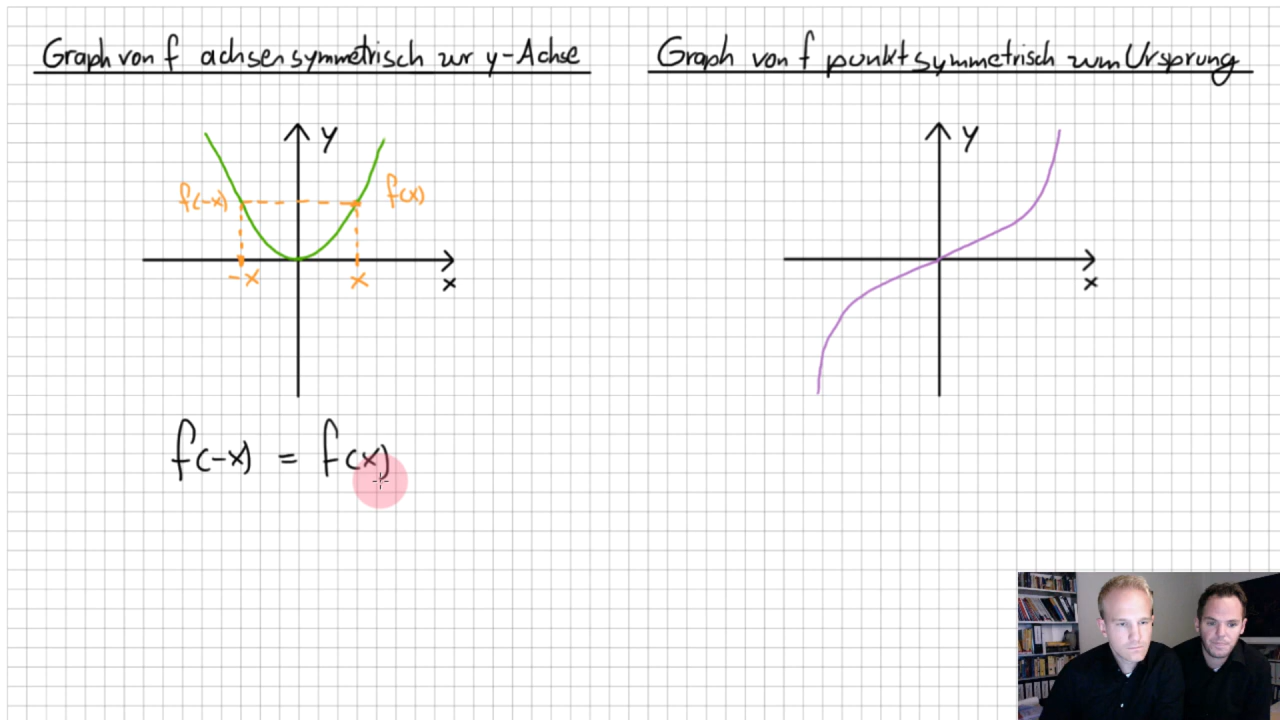 Graph von f achsensymmetrisch zur y-Achse
y
f(-x)
f(x)
-x
x
x
f(-x) = f(x)
Graph von f punktsymmetrisch zum Ursprung
y
x